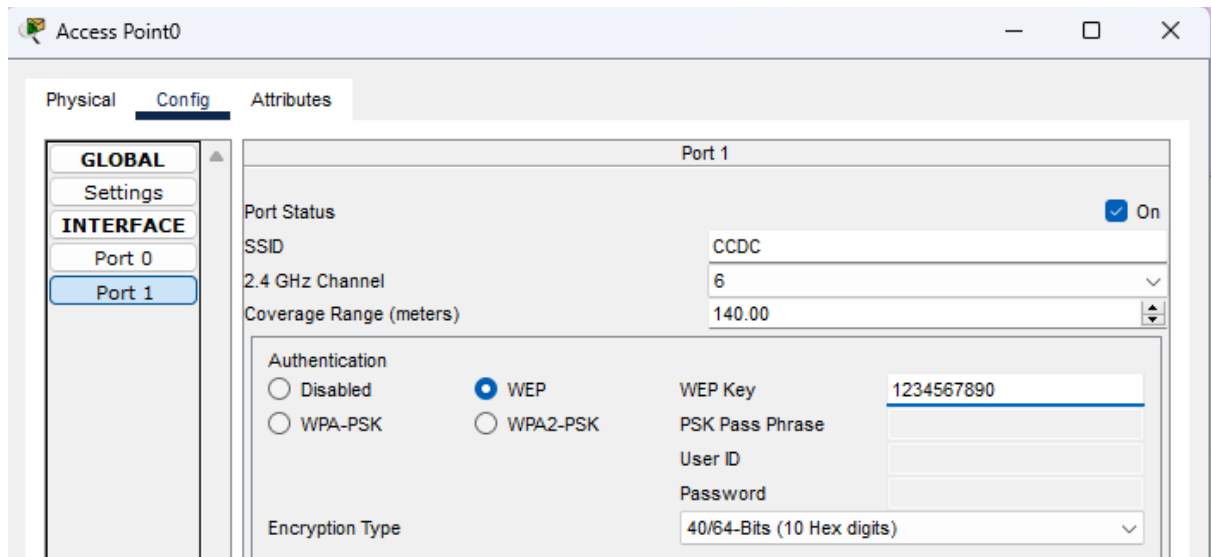 Access Point0
Physical Config Attributes
GLOBAL
Settings
INTERFACE
Port 0
Port 1
Port 1
Port Status On
SSID CCDC
2.4 GHz Channel 6
Coverage Range (meters) 140.00
Authentication
Disabled WEP WEP Key 1234567890
WPA-PSK WPA2-PSK PSK Pass Phrase
User ID
Password
Encryption Type 40/64-Bits (10 Hex digits)